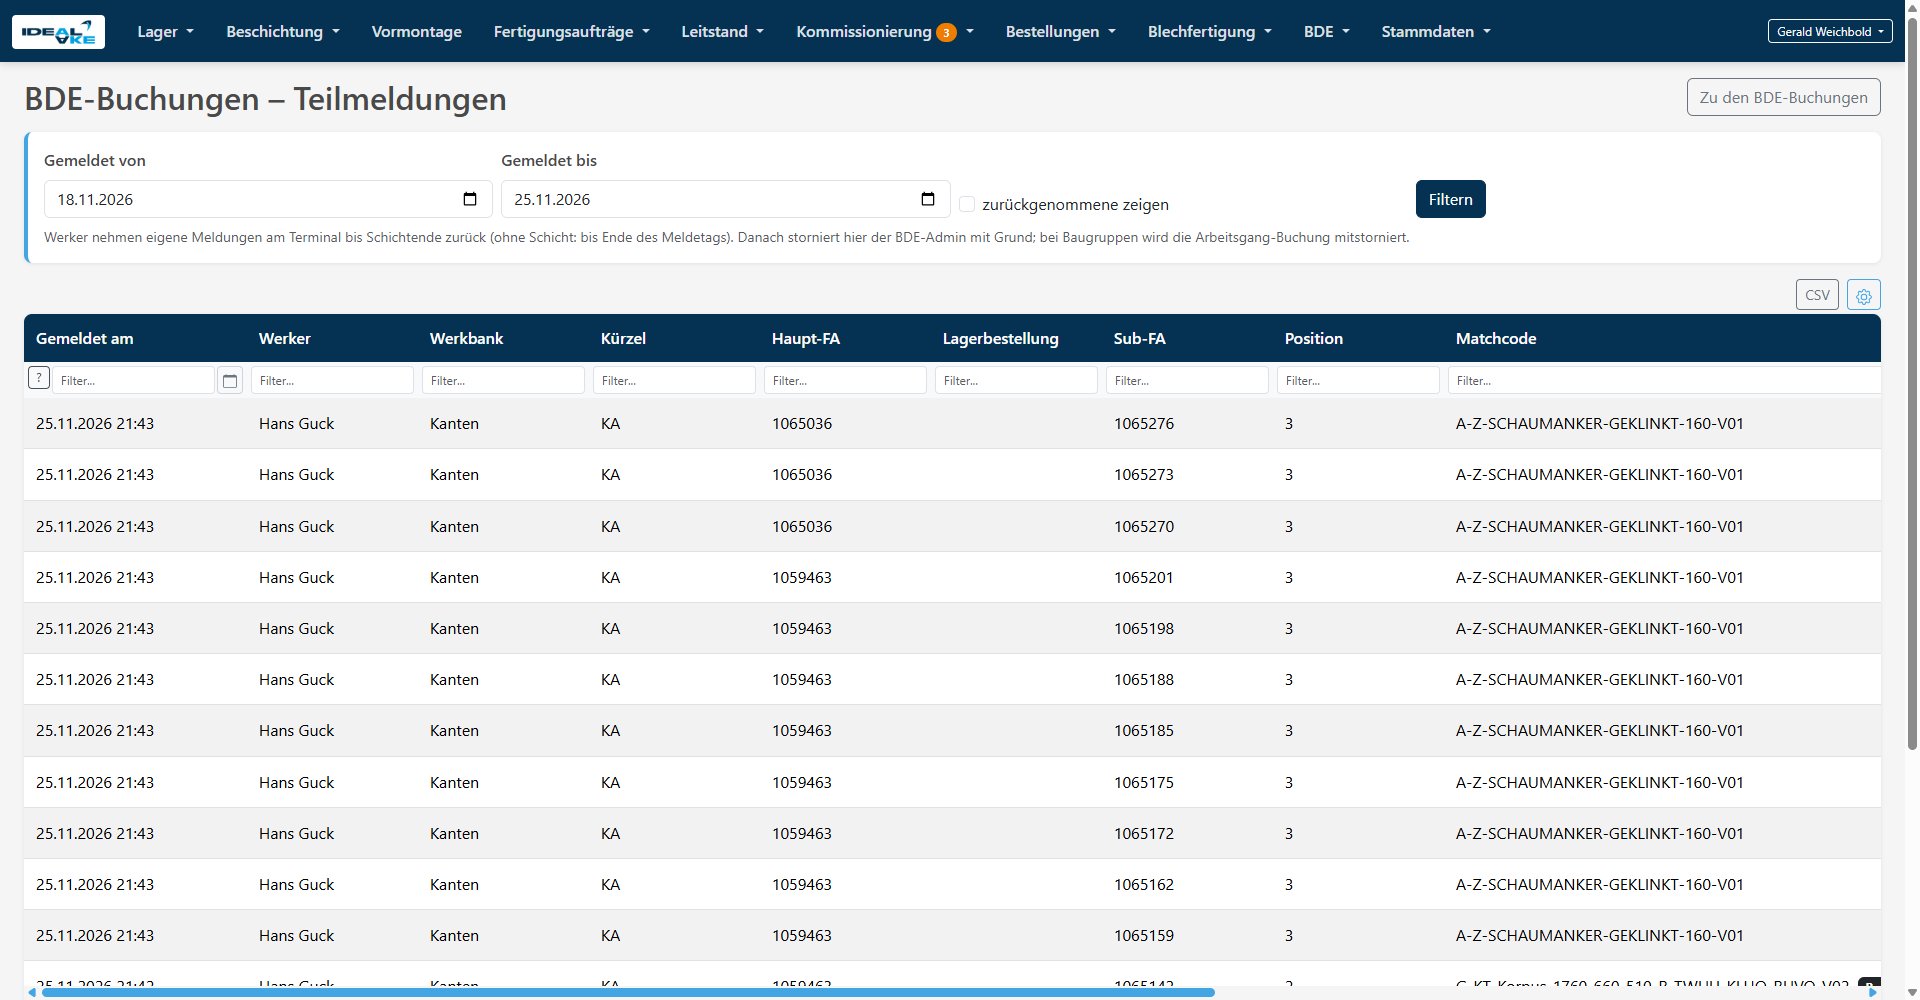 IDEAL AKE
Lager Beschichtung Vormontage Fertigungsaufträge Leitstand Kommissionierung 3 Bestellungen Blechfertigung BDE Stammdaten Gerald Weichbold
BDE-Buchungen – Teilmeldungen
Zu den BDE-Buchungen
Gemeldet von Gemeldet bis
18.11.2026 25.11.2026 zurückgenommene zeigen Filtern
Werker nehmen eigene Meldungen am Terminal bis Schichtende zurück (ohne Schicht: bis Ende des Meldetags). Danach storniert hier der BDE-Admin mit Grund; bei Baugruppen wird die Arbeitsgang-Buchung mitstorniert.
CSV
Gemeldet am Werker Werkbank Kürzel Haupt-FA Lagerbestellung Sub-FA Position Matchcode
? Filter... Filter... Filter... Filter... Filter... Filter... Filter... Filter... Filter...
25.11.2026 21:43 Hans Guck Kanten KA 1065036 1065276 3 A-Z-SCHAUMANKER-GEKLINKT-160-V01
25.11.2026 21:43 Hans Guck Kanten KA 1065036 1065273 3 A-Z-SCHAUMANKER-GEKLINKT-160-V01
25.11.2026 21:43 Hans Guck Kanten KA 1065036 1065270 3 A-Z-SCHAUMANKER-GEKLINKT-160-V01
25.11.2026 21:43 Hans Guck Kanten KA 1059463 1065201 3 A-Z-SCHAUMANKER-GEKLINKT-160-V01
25.11.2026 21:43 Hans Guck Kanten KA 1059463 1065198 3 A-Z-SCHAUMANKER-GEKLINKT-160-V01
25.11.2026 21:43 Hans Guck Kanten KA 1059463 1065188 3 A-Z-SCHAUMANKER-GEKLINKT-160-V01
25.11.2026 21:43 Hans Guck Kanten KA 1059463 1065185 3 A-Z-SCHAUMANKER-GEKLINKT-160-V01
25.11.2026 21:43 Hans Guck Kanten KA 1059463 1065175 3 A-Z-SCHAUMANKER-GEKLINKT-160-V01
25.11.2026 21:43 Hans Guck Kanten KA 1059463 1065172 3 A-Z-SCHAUMANKER-GEKLINKT-160-V01
25.11.2026 21:43 Hans Guck Kanten KA 1059463 1065162 3 A-Z-SCHAUMANKER-GEKLINKT-160-V01
25.11.2026 21:43 Hans Guck Kanten KA 1059463 1065159 3 A-Z-SCHAUMANKER-GEKLINKT-160-V01
Hans Guck Kanten KA 1059463